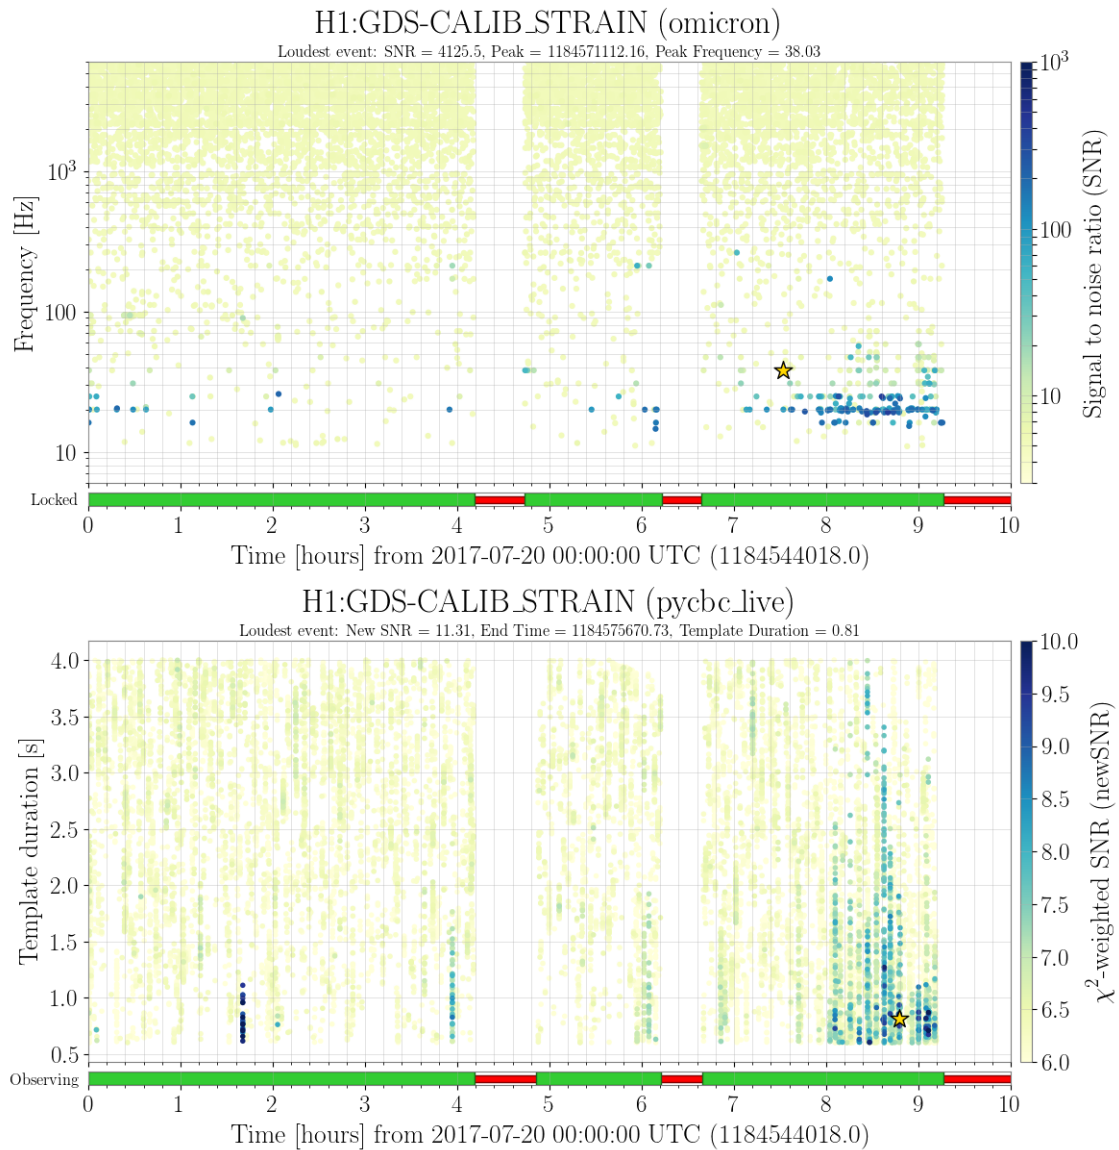 H1:GDS-CALIB_STRAIN (omicron)
Loudest event: SNR = 4125.5, Peak = 1184571112.16, Peak Frequency = 38.03
Frequency [Hz]
10³
100
10
Locked
0 1 2 3 4 5 6 7 8 9 10
Time [hours] from 2017-07-20 00:00:00 UTC (1184544018.0)
10³
100
10
Signal to noise ratio (SNR)
H1:GDS-CALIB_STRAIN (pycbc_live)
Loudest event: New SNR = 11.31, End Time = 1184575670.73, Template Duration = 0.81
Template duration [s]
4.0
3.5
3.0
2.5
2.0
1.5
1.0
0.5
Observing
0 1 2 3 4 5 6 7 8 9 10
Time [hours] from 2017-07-20 00:00:00 UTC (1184544018.0)
10.0
9.5
9.0
8.5
8.0
7.5
7.0
6.5
6.0
χ²-weighted SNR (newSNR)